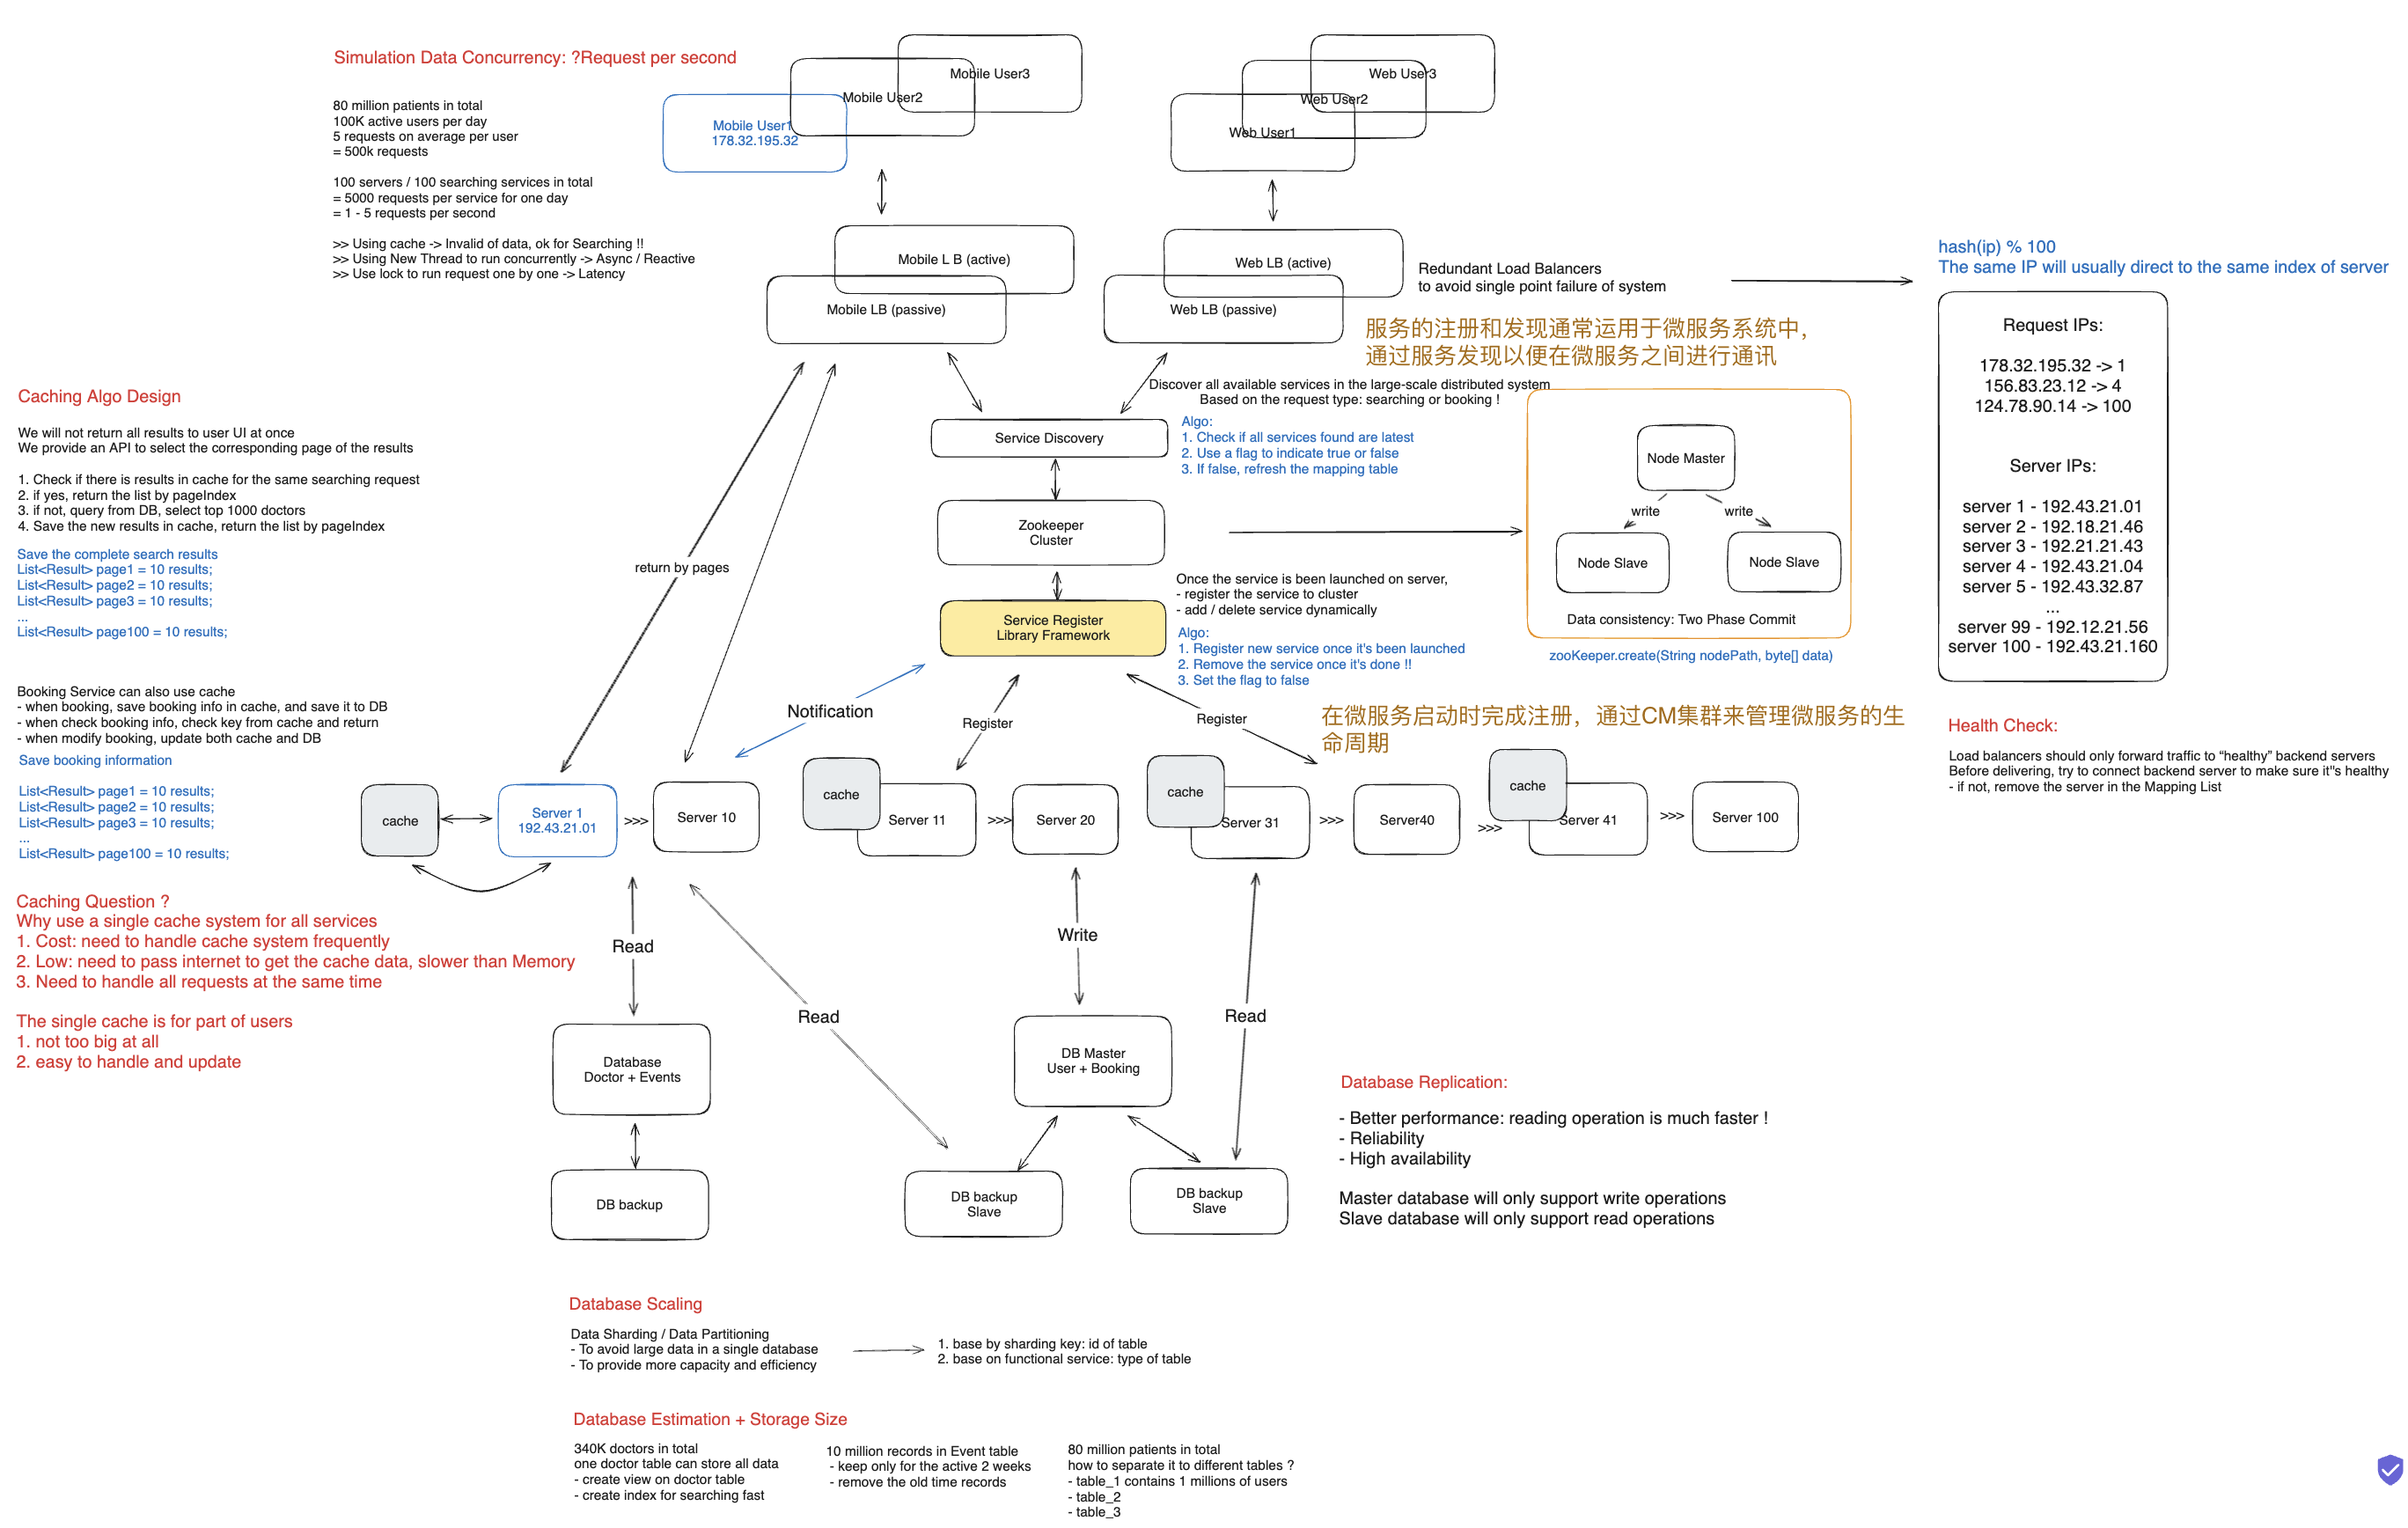 Simulation Data Concurrency: ?Request per second
80 million patients in total
100K active users per day
5 requests on average per user
= 500k requests
100 servers / 100 searching services in total
= 5000 requests per service for one day
= 1 - 5 requests per second
>> Using cache -> Invalid of data, ok for Searching !!
>> Using New Thread to run concurrently -> Async / Reactive
>> Use lock to run request one by one -> Latency
Mobile User3
Mobile User2
Mobile User1
178.32.195.32
Web User3
Web User2
Web User1
Mobile L B (active)
Mobile LB (passive)
Web LB (active)
Web LB (passive)
Redundant Load Balancers
to avoid single point failure of system
hash(ip) % 100
The same IP will usually direct to the same index of server
Request IPs:
178.32.195.32 -> 1
156.83.23.12 -> 4
124.78.90.14 -> 100
Server IPs:
server 1 - 192.43.21.01
server 2 - 192.18.21.46
server 3 - 192.21.21.43
server 4 - 192.43.21.04
server 5 - 192.43.32.87
...
server 99 - 192.12.21.56
server 100 - 192.43.21.160
服务的注册和发现通常运用于微服务系统中，
通过服务发现以便在微服务之间进行通讯
Discover all available services in the large-scale distributed system
Based on the request type: searching or booking !
Service Discovery
Algo:
1. Check if all services found are latest
2. Use a flag to indicate true or false
3. If false, refresh the mapping table
Zookeeper
Cluster
Node Master
write
write
Node Slave
Node Slave
Data consistency: Two Phase Commit
zooKeeper.create(String nodePath, byte[] data)
Once the service is been launched on server,
- register the service to cluster
- add / delete service dynamically
Service Register
Library Framework
Algo:
1. Register new service once it's been launched
2. Remove the service once it's done !!
3. Set the flag to false
Caching Algo Design
We will not return all results to user UI at once
We provide an API to select the corresponding page of the results
1. Check if there is results in cache for the same searching request
2. if yes, return the list by pageIndex
3. if not, query from DB, select top 1000 doctors
4. Save the new results in cache, return the list by pageIndex
Save the complete search results
List<Result> page1 = 10 results;
List<Result> page2 = 10 results;
List<Result> page3 = 10 results;
...
List<Result> page100 = 10 results;
return by pages
Booking Service can also use cache
- when booking, save booking info in cache, and save it to DB
- when check booking info, check key from cache and return
- when modify booking, update both cache and DB
Save booking information
List<Result> page1 = 10 results;
List<Result> page2 = 10 results;
List<Result> page3 = 10 results;
...
List<Result> page100 = 10 results;
Notification
Register
Register
在微服务启动时完成注册，通过CM集群来管理微服务的生
命周期
Health Check:
Load balancers should only forward traffic to “healthy” backend servers
Before delivering, try to connect backend server to make sure it"s healthy
- if not, remove the server in the Mapping List
cache
Server 1
192.43.21.01
>>>
Server 10
cache
Server 11
>>>
Server 20
cache
Server 31
>>>
Server40
>>>
cache
Server 41
>>>
Server 100
Caching Question ?
Why use a single cache system for all services
1. Cost: need to handle cache system frequently
2. Low: need to pass internet to get the cache data, slower than Memory
3. Need to handle all requests at the same time
The single cache is for part of users
1. not too big at all
2. easy to handle and update
Read
Read
Write
Read
Database
Doctor + Events
DB backup
DB Master
User + Booking
DB backup
Slave
DB backup
Slave
Database Replication:
- Better performance: reading operation is much faster !
- Reliability
- High availability
Master database will only support write operations
Slave database will only support read operations
Database Scaling
Data Sharding / Data Partitioning
- To avoid large data in a single database
- To provide more capacity and efficiency
1. base by sharding key: id of table
2. base on functional service: type of table
Database Estimation + Storage Size
340K doctors in total
one doctor table can store all data
- create view on doctor table
- create index for searching fast
10 million records in Event table
- keep only for the active 2 weeks
- remove the old time records
80 million patients in total
how to separate it to different tables ?
- table_1 contains 1 millions of users
- table_2
- table_3